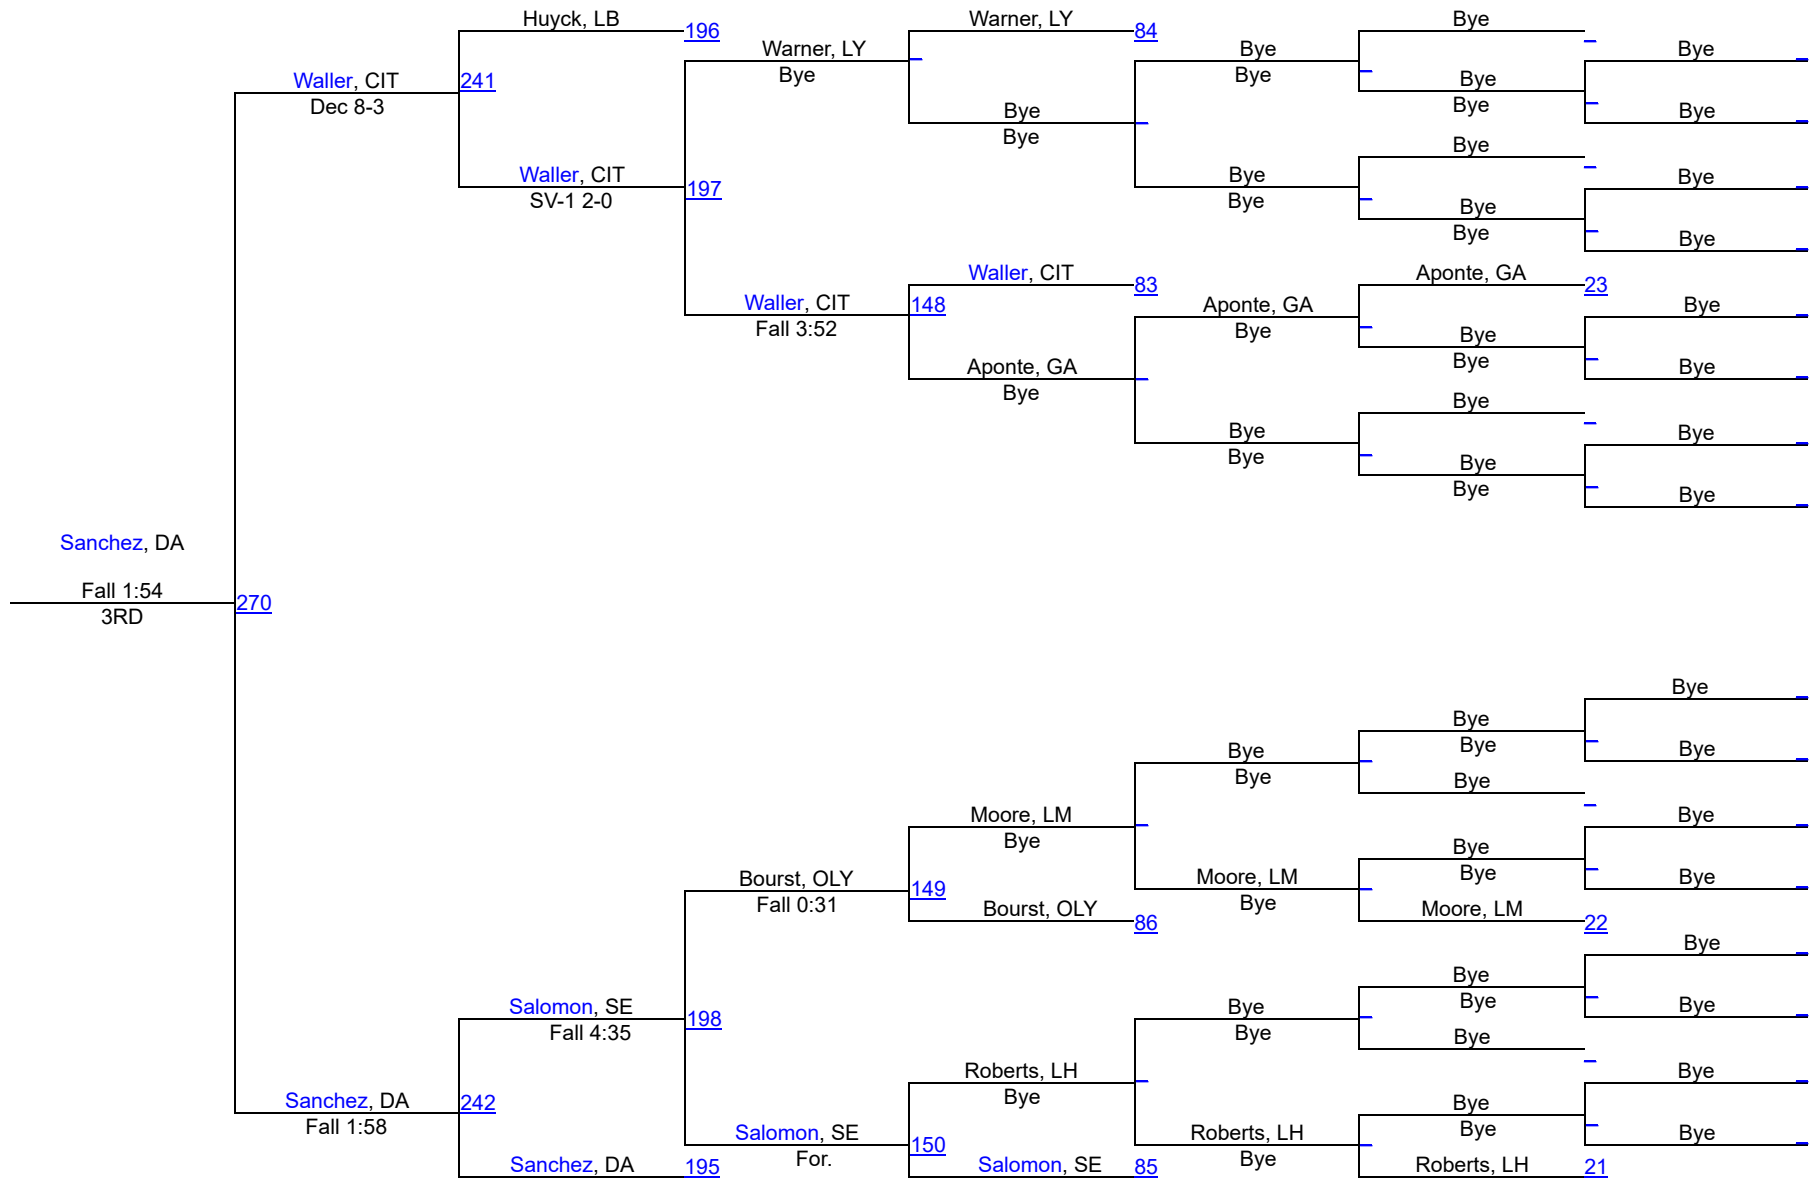 Huyck, LB
196
Warner, LY
84
Bye
Warner, LY
Bye
Bye
Bye
Bye
Waller, CIT
Dec 8-3
241
Bye
Bye
Bye
Bye
Bye
Bye
Bye
Waller, CIT
SV-1 2-0
197
Bye
Bye
Bye
Bye
Bye
Bye
Waller, CIT
83
Aponte, GA
23
Waller, CIT
Fall 3:52
148
Aponte, GA
Bye
Bye
Bye
Bye
Aponte, GA
Bye
Bye
Bye
Bye
Bye
Bye
Bye
Bye
Bye
Sanchez, DA
Fall 1:54
3RD
270
Bye
Bye
Bye
Bye
Bye
Bye
Bye
Moore, LM
Bye
Bye
Bye
Bye
Bourst, OLY
Fall 0:31
149
Moore, LM
Bye
Bye
Bourst, OLY
86
Moore, LM
22
Bye
Bye
Bye
Salomon, SE
Fall 4:35
198
Bye
Bye
Bye
Bye
Roberts, LH
Bye
Bye
Sanchez, DA
Fall 1:58
242
Bye
Bye
Salomon, SE
For.
150
Roberts, LH
Bye
Bye
Sanchez, DA
195
Salomon, SE
85
Roberts, LH
21